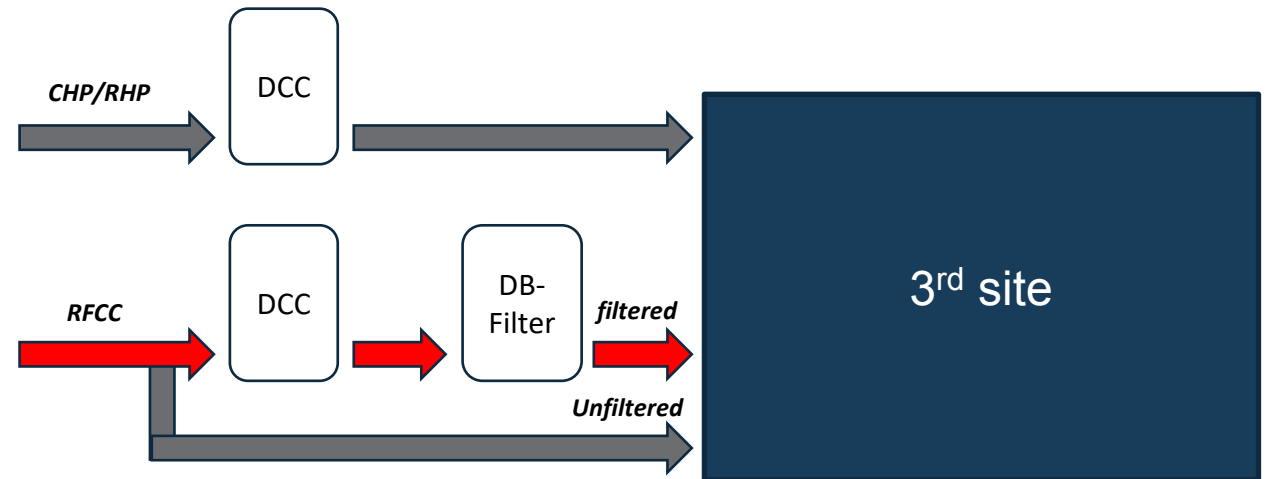 CHP/RHP
DCC
RFCC
DCC
DB-
Filter
filtered
Unfiltered
3rd site